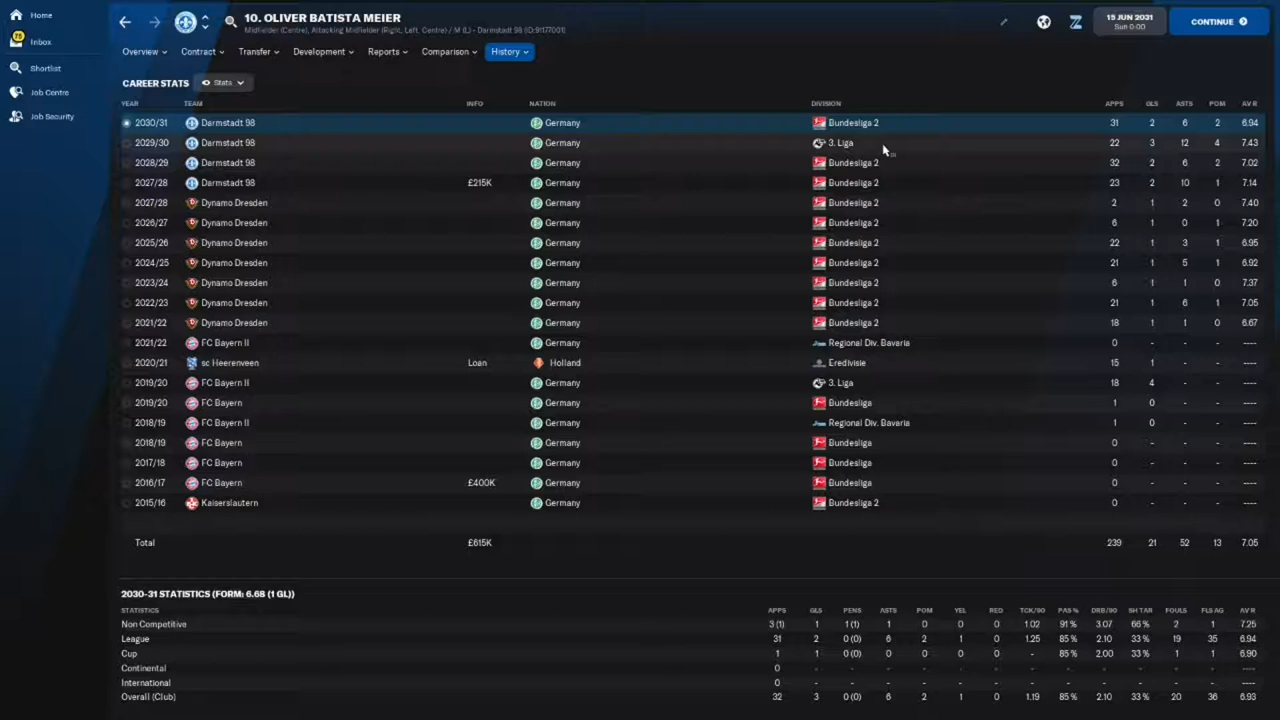 Home
75
Inbox
Shortlist
Job Centre
Job Security
10. OLIVER BATISTA MEIER
Midfielder (Centre), Attacking Midfielder (Right, Left, Centre) / M (L) - Darmstadt 98 (ID:91177001)
15 JUN 2031
Sun 0:00
CONTINUE
Overview Contract Transfer Development Reports Comparison History
CAREER STATS Stats
YEAR TEAM INFO NATION DIVISION APPS GLS ASTS POM AV R
2030/31 Darmstadt 98 Germany Bundesliga 2 31 2 6 2 6.94
2029/30 Darmstadt 98 Germany 3. Liga 22 3 12 4 7.43
2028/29 Darmstadt 98 Germany Bundesliga 2 32 2 6 2 7.02
2027/28 Darmstadt 98 £215K Germany Bundesliga 2 23 2 10 1 7.14
2027/28 Dynamo Dresden Germany Bundesliga 2 2 1 2 0 7.40
2026/27 Dynamo Dresden Germany Bundesliga 2 6 1 0 1 7.20
2025/26 Dynamo Dresden Germany Bundesliga 2 22 1 3 1 6.95
2024/25 Dynamo Dresden Germany Bundesliga 2 21 1 5 1 6.92
2023/24 Dynamo Dresden Germany Bundesliga 2 6 1 1 0 7.37
2022/23 Dynamo Dresden Germany Bundesliga 2 21 1 6 1 7.05
2021/22 Dynamo Dresden Germany Bundesliga 2 18 1 1 0 6.67
2021/22 FC Bayern II Germany Regional Div. Bavaria 0 - - - ----
2020/21 sc Heerenveen Loan Holland Eredivisie 15 1 - - ----
2019/20 FC Bayern II Germany 3. Liga 18 4 - - ----
2019/20 FC Bayern Germany Bundesliga 1 0 - - ----
2018/19 FC Bayern II Germany Regional Div. Bavaria 1 0 - - ----
2018/19 FC Bayern Germany Bundesliga 0 - - - ----
2017/18 FC Bayern Germany Bundesliga 0 - - - ----
2016/17 FC Bayern £400K Germany Bundesliga 0 - - - ----
2015/16 Kaiserslautern Germany Bundesliga 2 0 - - - ----
Total £615K 239 21 52 13 7.05
2030-31 STATISTICS (FORM: 6.68 (1 GL))
STATISTICS APPS GLS PENS ASTS POM YEL RED TCK/90 PAS % DRB/90 SH TAR FOULS FLS AG AV R
Non Competitive 3 (1) 1 1 (1) 1 0 0 0 1.02 91 % 3.07 66 % 2 1 7.25
League 31 2 0 (0) 6 2 1 0 1.25 85 % 2.10 33 % 19 35 6.94
Cup 1 1 0 (0) 0 0 0 0 - 85 % 2.00 33 % 1 1 6.90
Continental 0 - - - - - - - - - - - - ----
International 0 - - - - - - - - - - - - ----
Overall (Club) 32 3 0 (0) 6 2 1 0 1.19 85 % 2.10 33 % 20 36 6.93